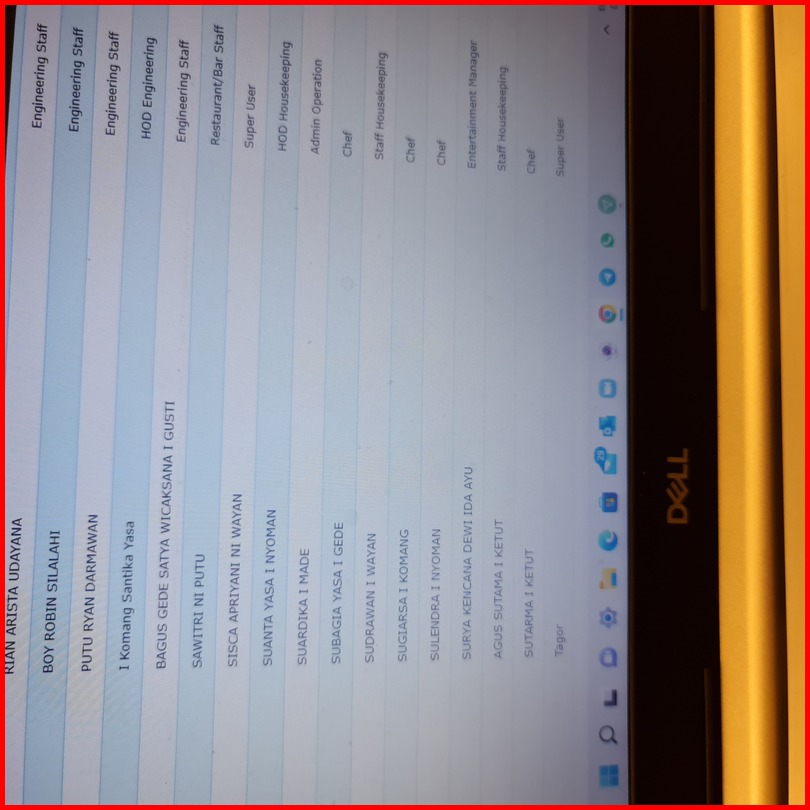 RIAN ARISTA UDAYANA Engineering Staff
BOY ROBIN SILALAHI Engineering Staff
PUTU RYAN DARMAWAN Engineering Staff
I Komang Santika Yasa HOD Engineering
BAGUS GEDE SATYA WICAKSANA I GUSTI Engineering Staff
SAWITRI NI PUTU Restaurant/Bar Staff
SISCA APRIYANI NI WAYAN Super User
SUANTA YASA I NYOMAN HOD Housekeeping
SUARDIKA I MADE Admin Operation
SUBAGIA YASA I GEDE Chef
SUDRAWAN I WAYAN Staff Housekeeping
SUGIARSA I KOMANG Chef
SULENDRA I NYOMAN Chef
SURYA KENCANA DEWI IDA AYU Entertainment Manager
AGUS SUTAMA I KETUT Staff Housekeeping
SUTARMA I KETUT Chef
Tagor Super User
29
DELL